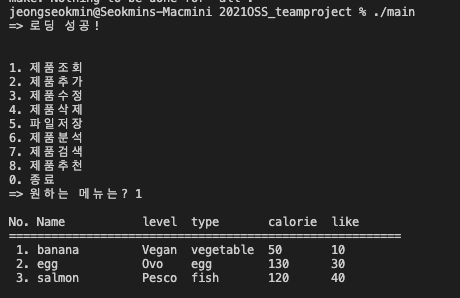 make: Nothing to be done for `all'.
jeongseokmin@Seokmins-Macmini 2021OSS_teamproject % ./main
=> 로딩 성공!
1. 제품조회
2. 제품추가
3. 제품수정
4. 제품삭제
5. 파일저장
6. 제품분석
7. 제품검색
8. 제품추천
0. 종료
=> 원하는 메뉴는? 1
No. Name level type calorie like
================================================
1. banana Vegan vegetable 50 10
2. egg Ovo egg 130 30
3. salmon Pesco fish 120 40